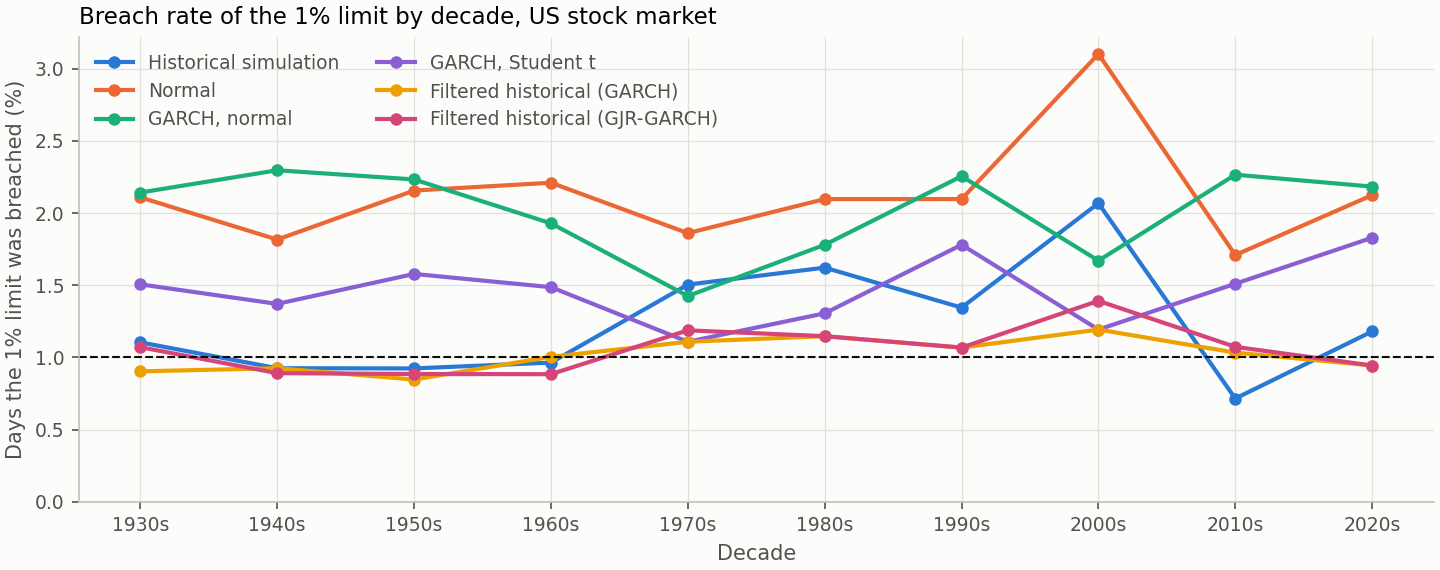 Breach rate of the 1% limit by decade, US stock market
Historical simulation
Normal
GARCH, normal
GARCH, Student t
Filtered historical (GARCH)
Filtered historical (GJR-GARCH)
Days the 1% limit was breached (%)
3.0
2.5
2.0
1.5
1.0
0.5
0.0
1930s 1940s 1950s 1960s 1970s 1980s 1990s 2000s 2010s 2020s
Decade